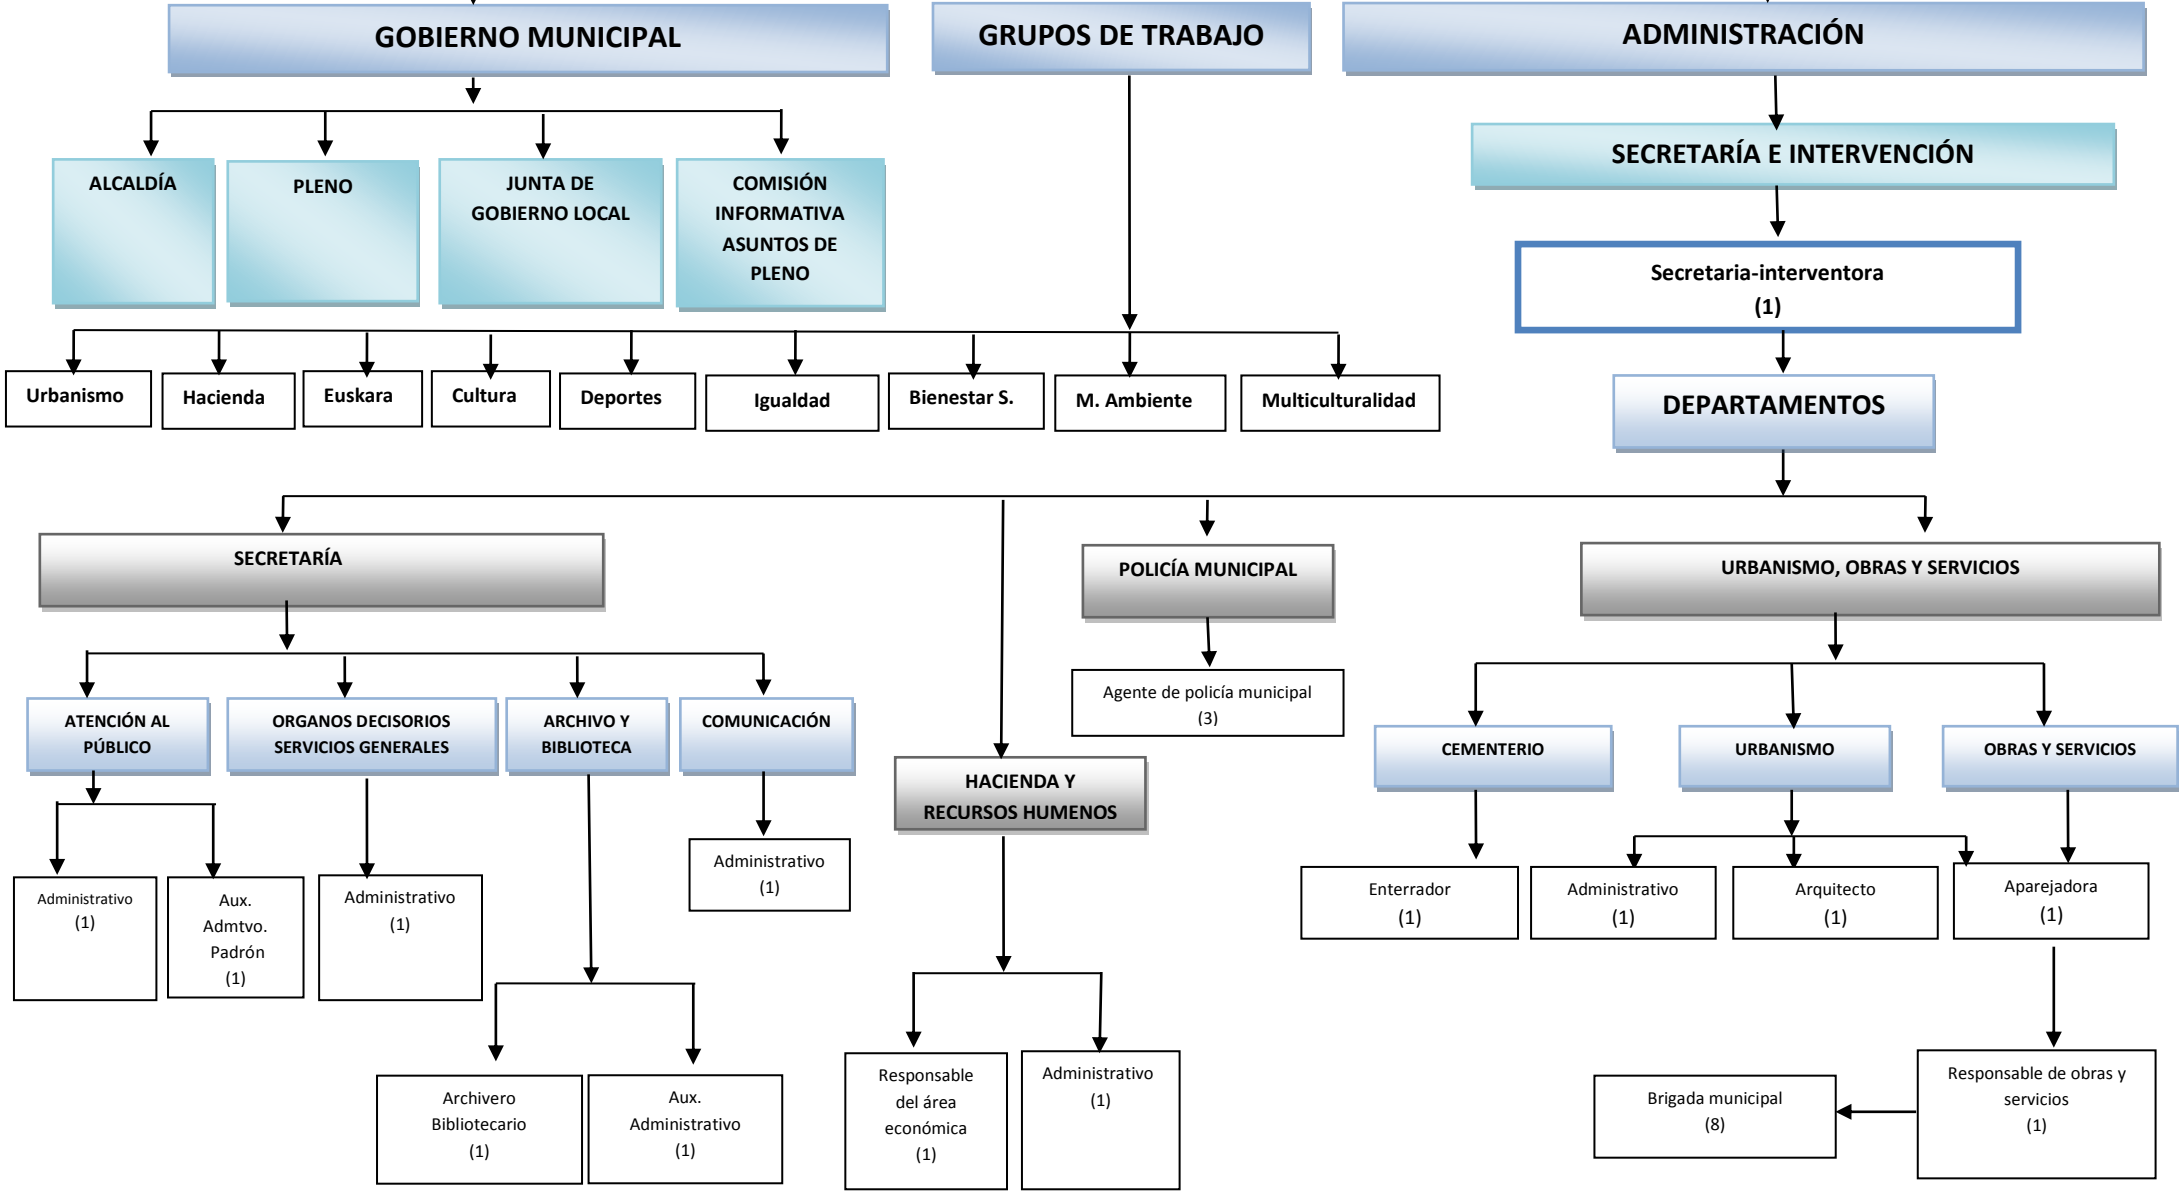 GOBIERNO MUNICIPAL
GRUPOS DE TRABAJO
ADMINISTRACIÓN
ALCALDÍA
PLENO
JUNTA DE
GOBIERNO LOCAL
COMISIÓN
INFORMATIVA
ASUNTOS DE
PLENO
SECRETARÍA E INTERVENCIÓN
Secretaria-interventora
(1)
Urbanismo
Hacienda
Euskara
Cultura
Deportes
Igualdad
Bienestar S.
M. Ambiente
Multiculturalidad
DEPARTAMENTOS
SECRETARÍA
POLICÍA MUNICIPAL
URBANISMO, OBRAS Y SERVICIOS
Agente de policía municipal
(3)
ATENCIÓN AL
PÚBLICO
ORGANOS DECISORIOS
SERVICIOS GENERALES
ARCHIVO Y
BIBLIOTECA
COMUNICACIÓN
HACIENDA Y
RECURSOS HUMENOS
CEMENTERIO
URBANISMO
OBRAS Y SERVICIOS
Administrativo
(1)
Aux.
Admtvo.
Padrón
(1)
Administrativo
(1)
Administrativo
(1)
Enterrador
(1)
Administrativo
(1)
Arquitecto
(1)
Aparejadora
(1)
Archivero
Bibliotecario
(1)
Aux.
Administrativo
(1)
Responsable
del área
económica
(1)
Administrativo
(1)
Brigada municipal
(8)
Responsable de obras y
servicios
(1)